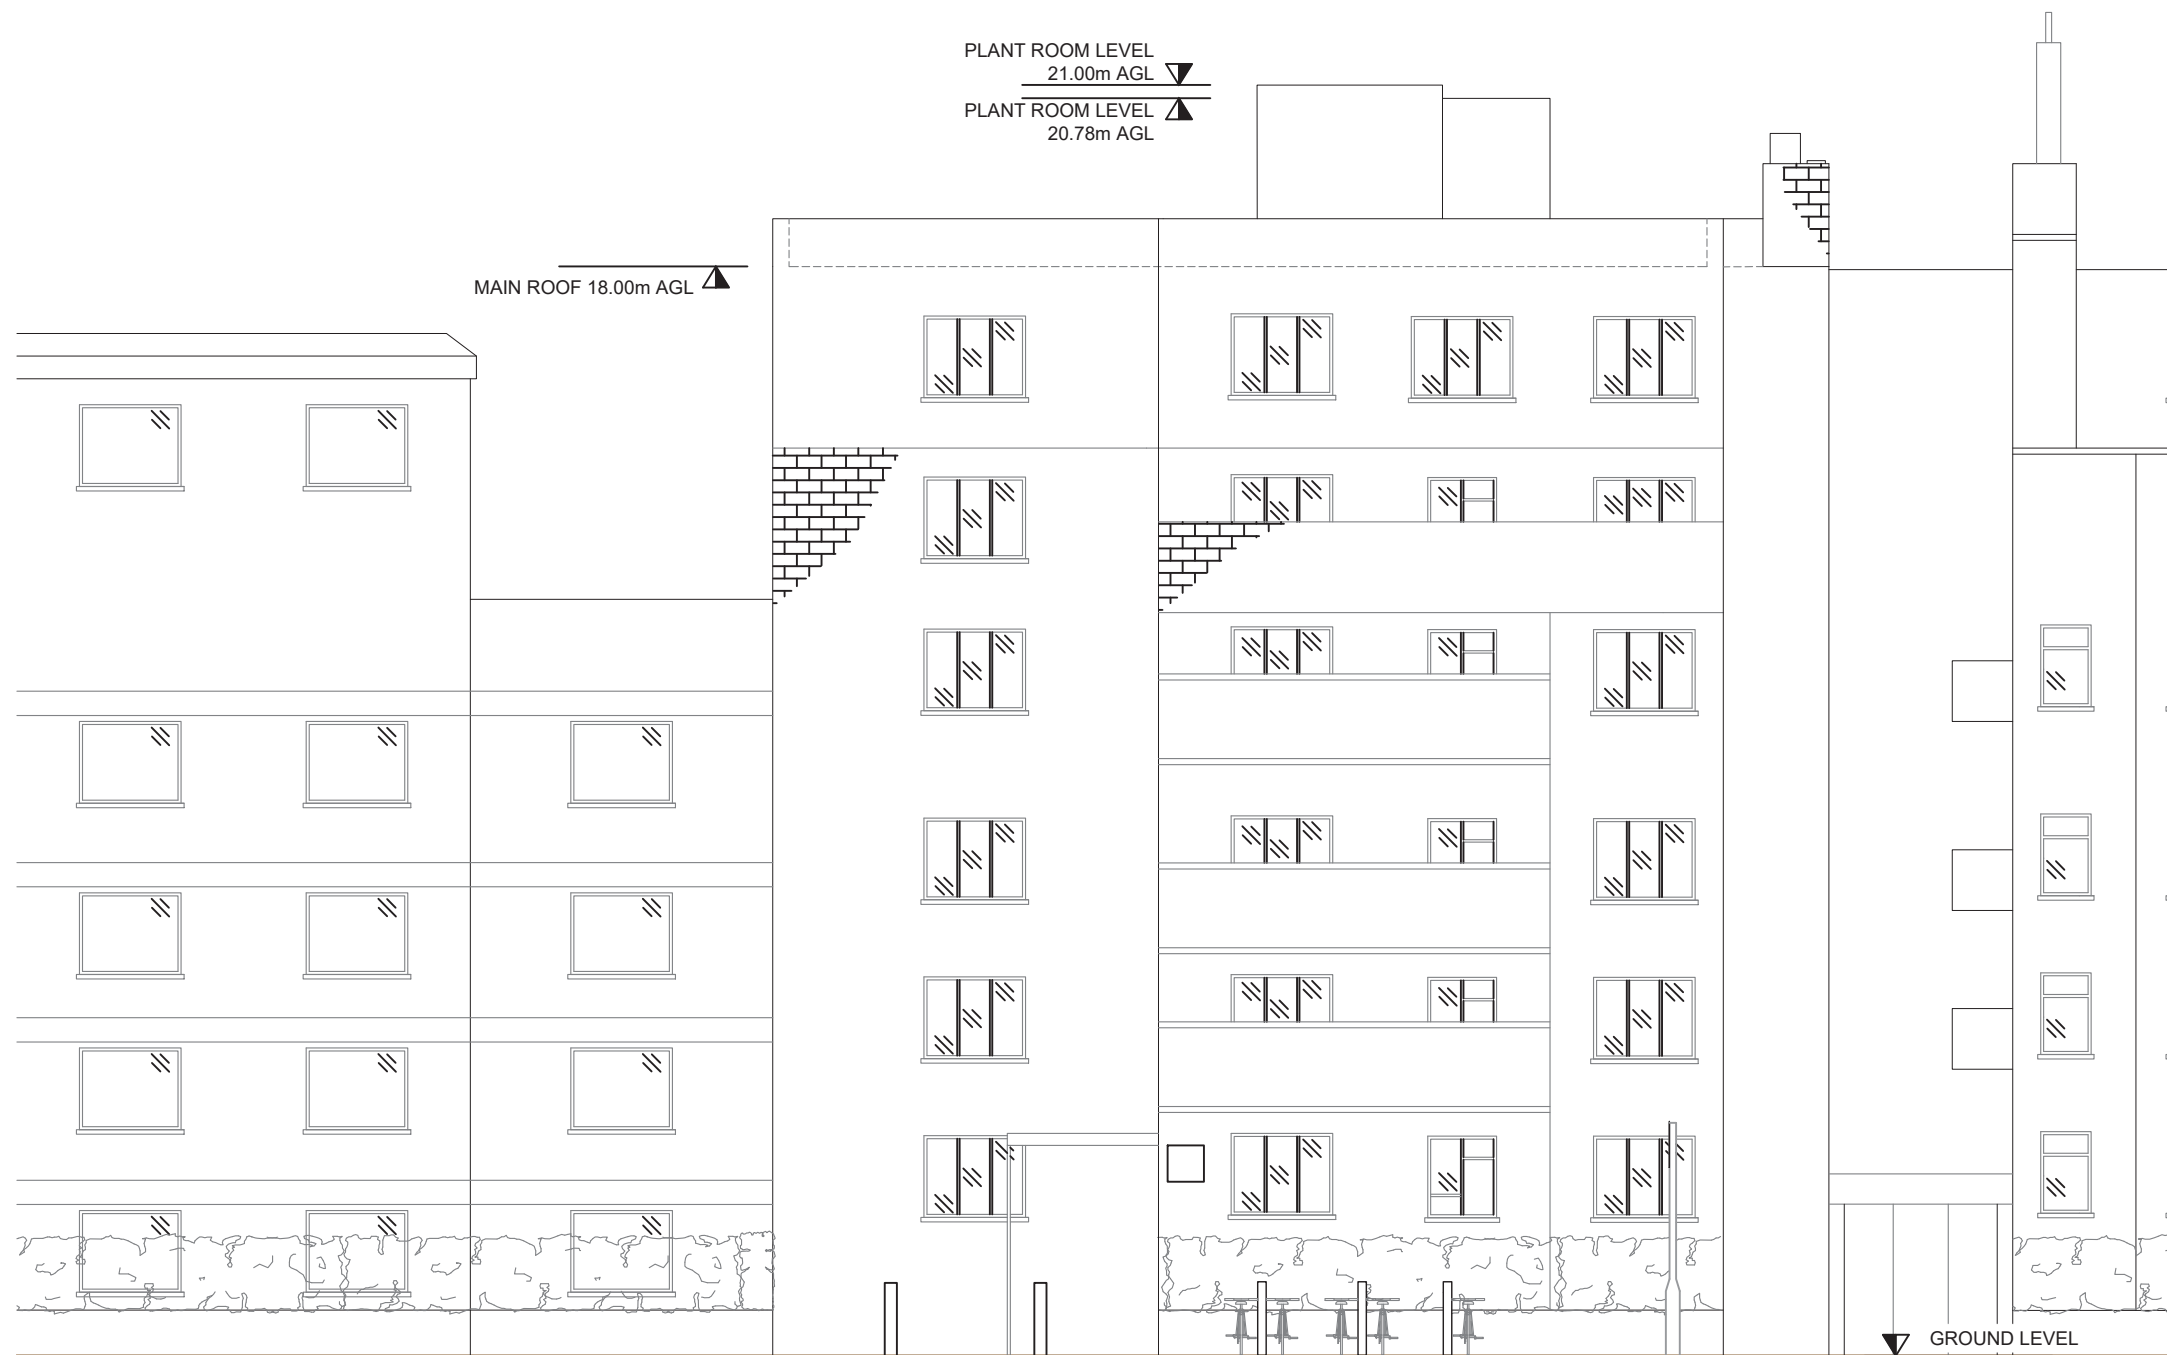 PLANT ROOM LEVEL
21.00m AGL
PLANT ROOM LEVEL
20.78m AGL
MAIN ROOF 18.00m AGL
GROUND LEVEL